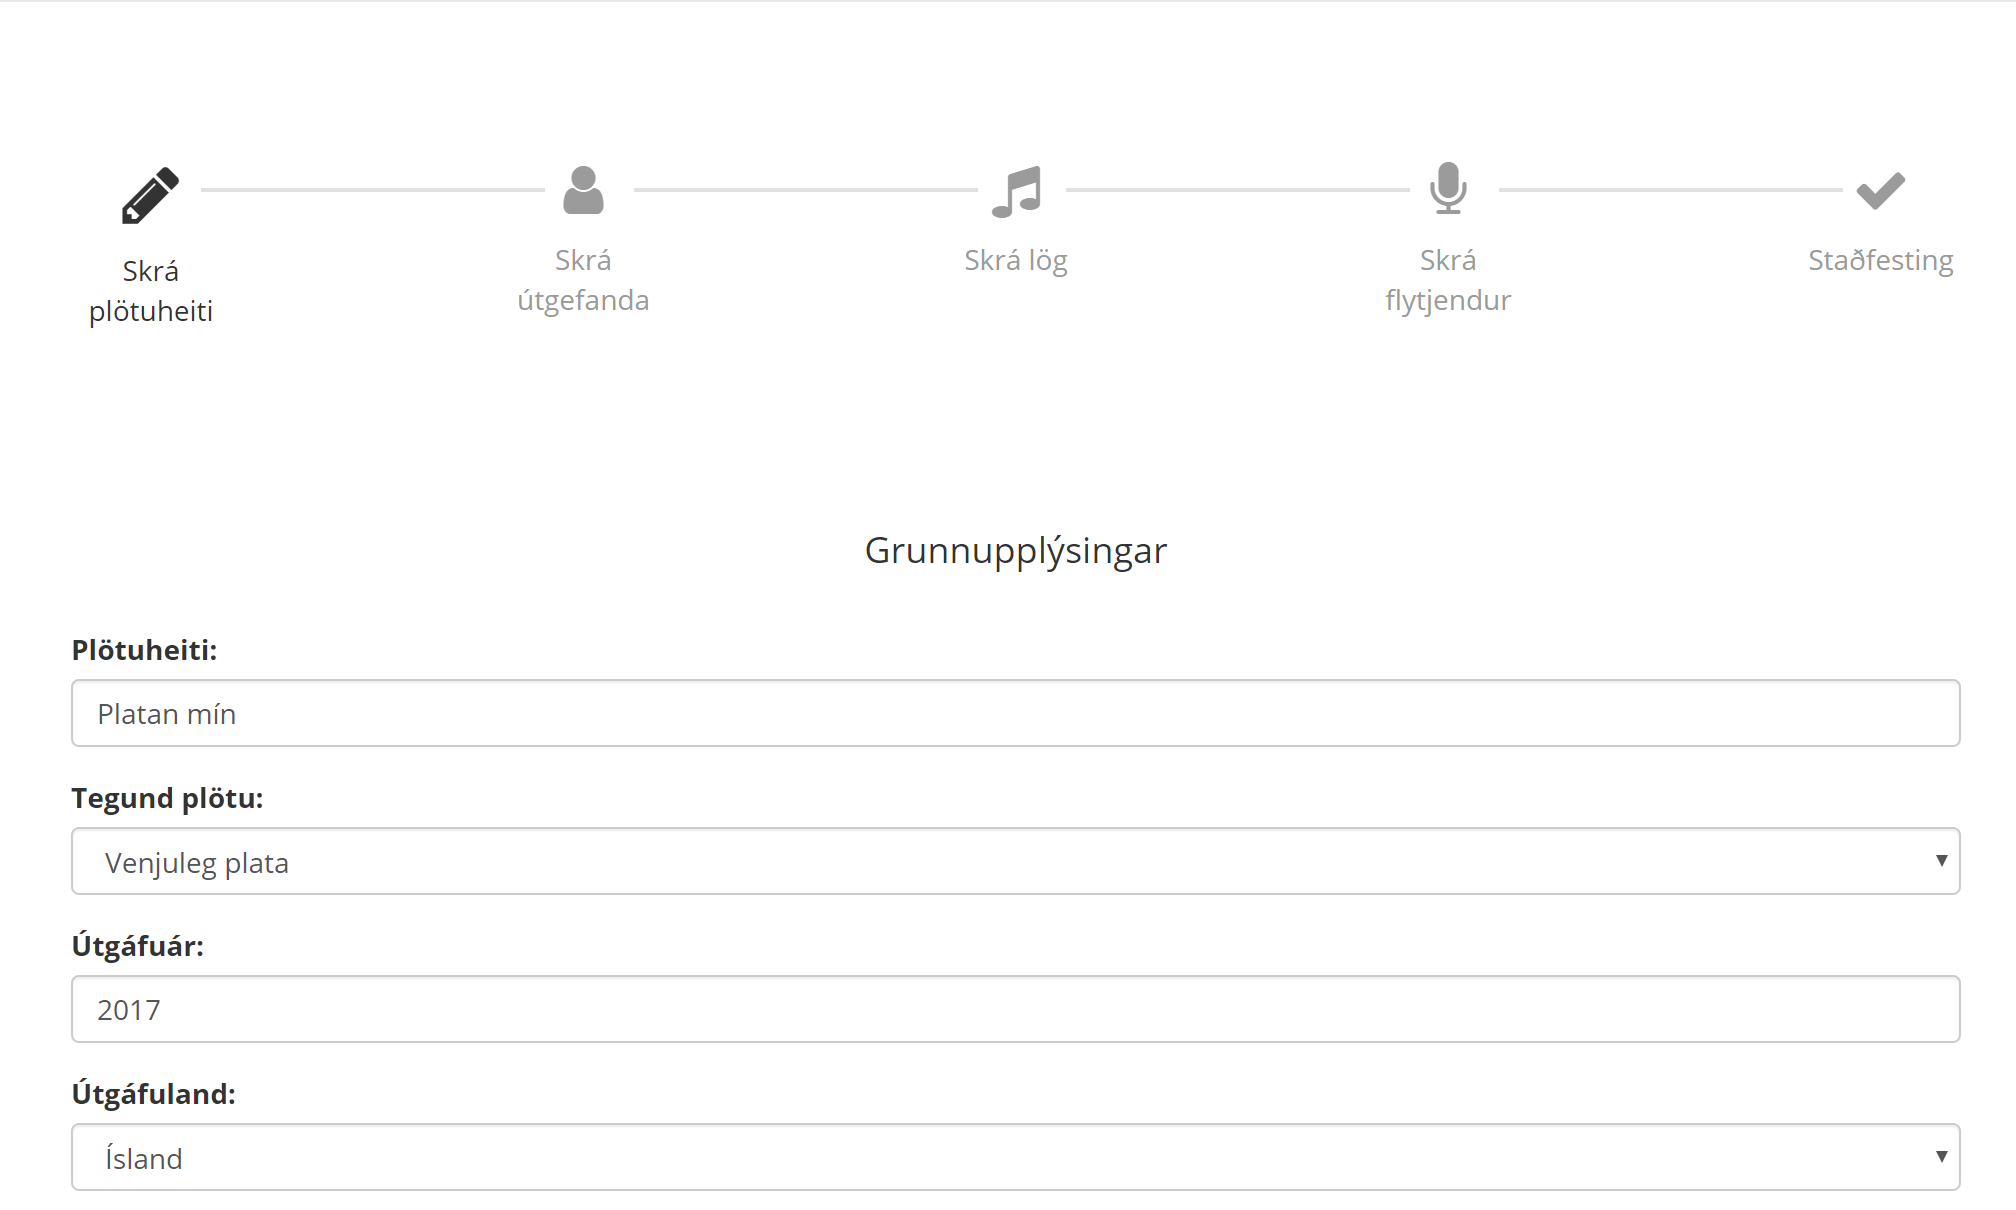 Skrá
plötuheiti
Skrá
útgefanda
Skrá lög
Skrá
flytjendur
Staðfesting
Grunnupplýsingar
Plötuheiti:
Platan mín
Tegund plötu:
Venjuleg plata
Útgáfuár:
2017
Útgáfuland:
Ísland